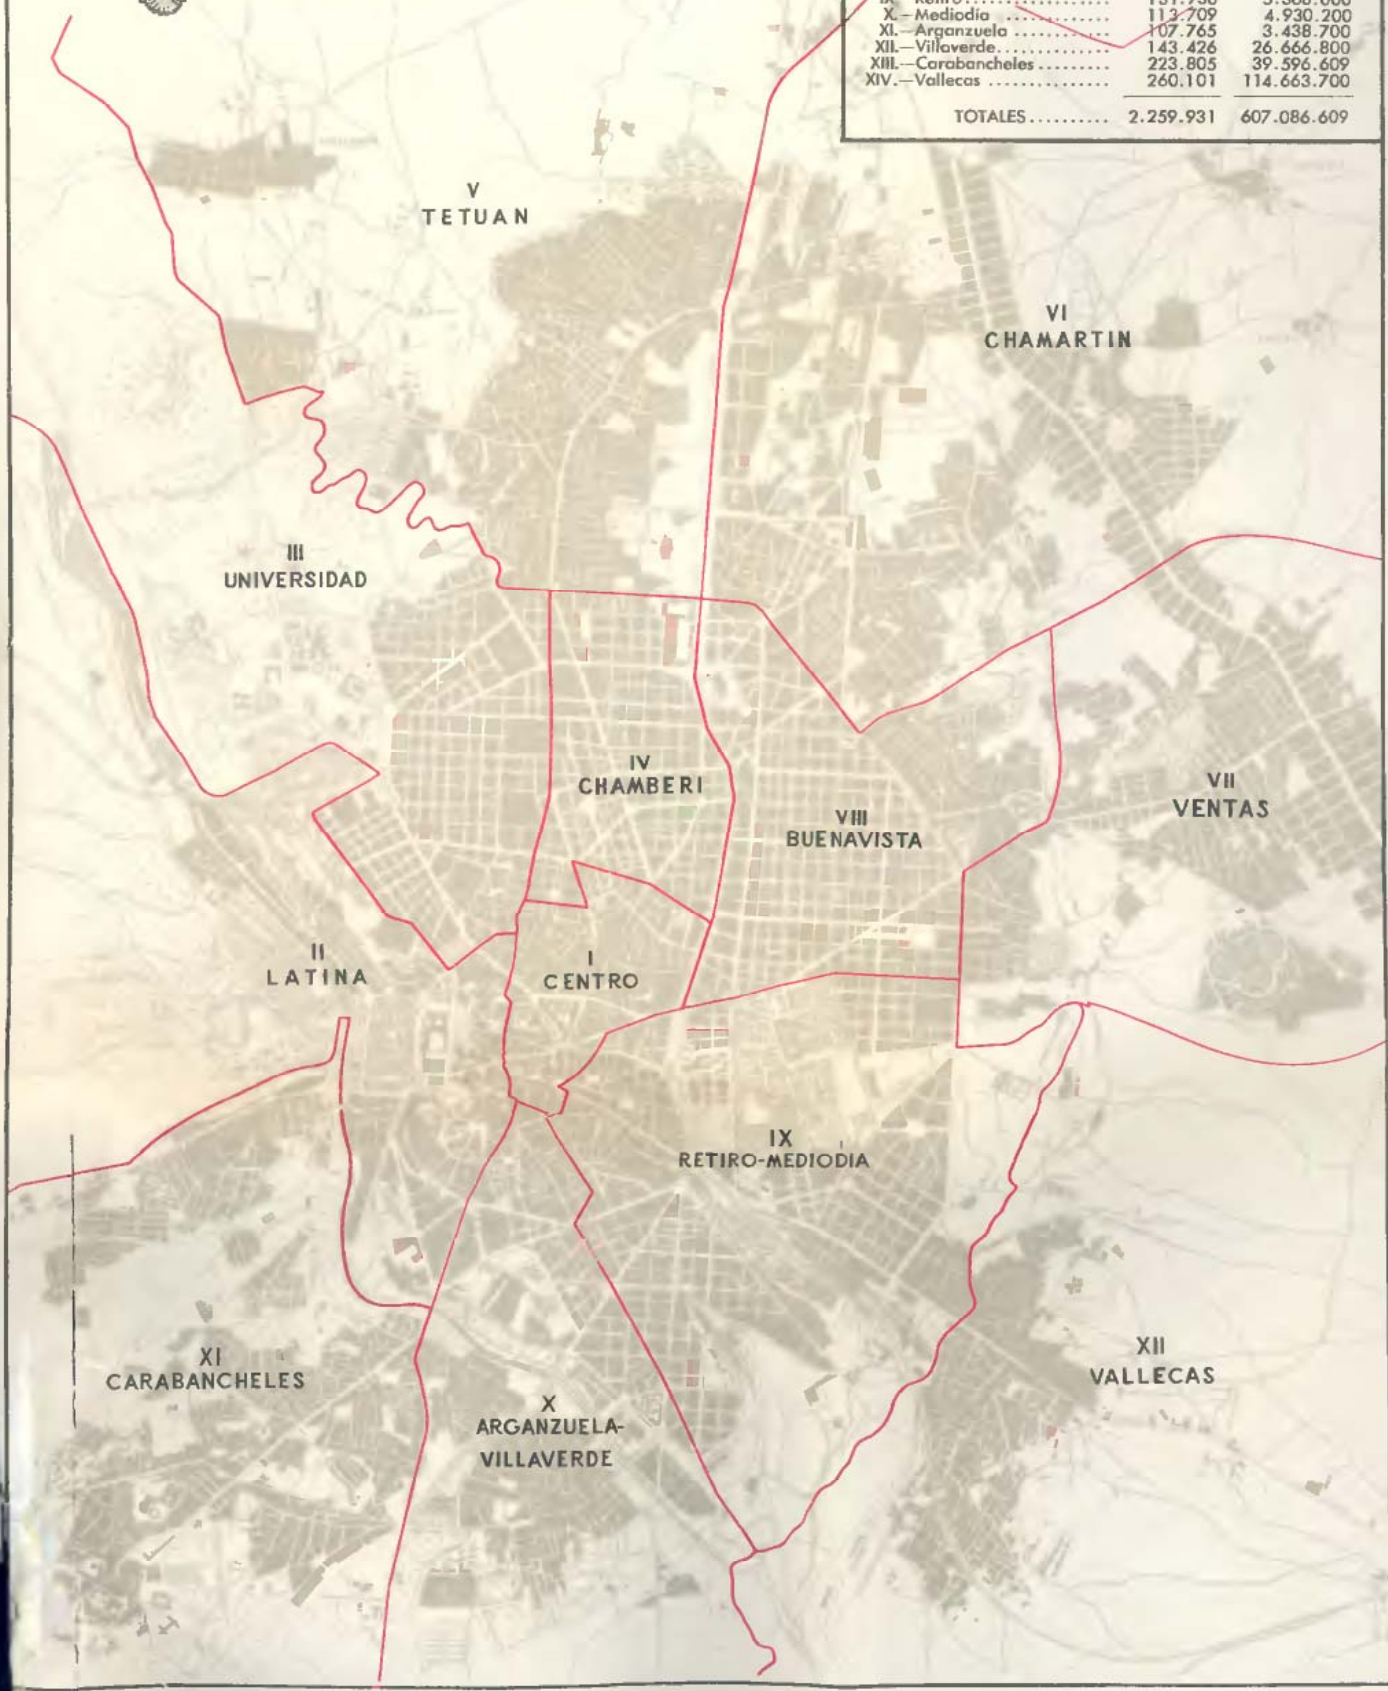 X.—Mediodía ............ 113.709 4.930.200
XI.—Arganzuela ............ 107.765 3.438.700
XII.—Villaverde............... 143.426 26.666.800
XIII.—Carabancheles ......... 223.805 39.596.609
XIV.—Vallecas ............... 260.101 114.663.700
TOTALES.......... 2.259.931 607.086.609
V
TETUAN
VI
CHAMARTIN
III
UNIVERSIDAD
IV
CHAMBERI
VII
VENTAS
VIII
BUENAVISTA
II
LATINA
I
CENTRO
IX
RETIRO-MEDIODIA
XI
CARABANCHELES
XII
VALLECAS
X
ARGANZUELA-
VILLAVERDE